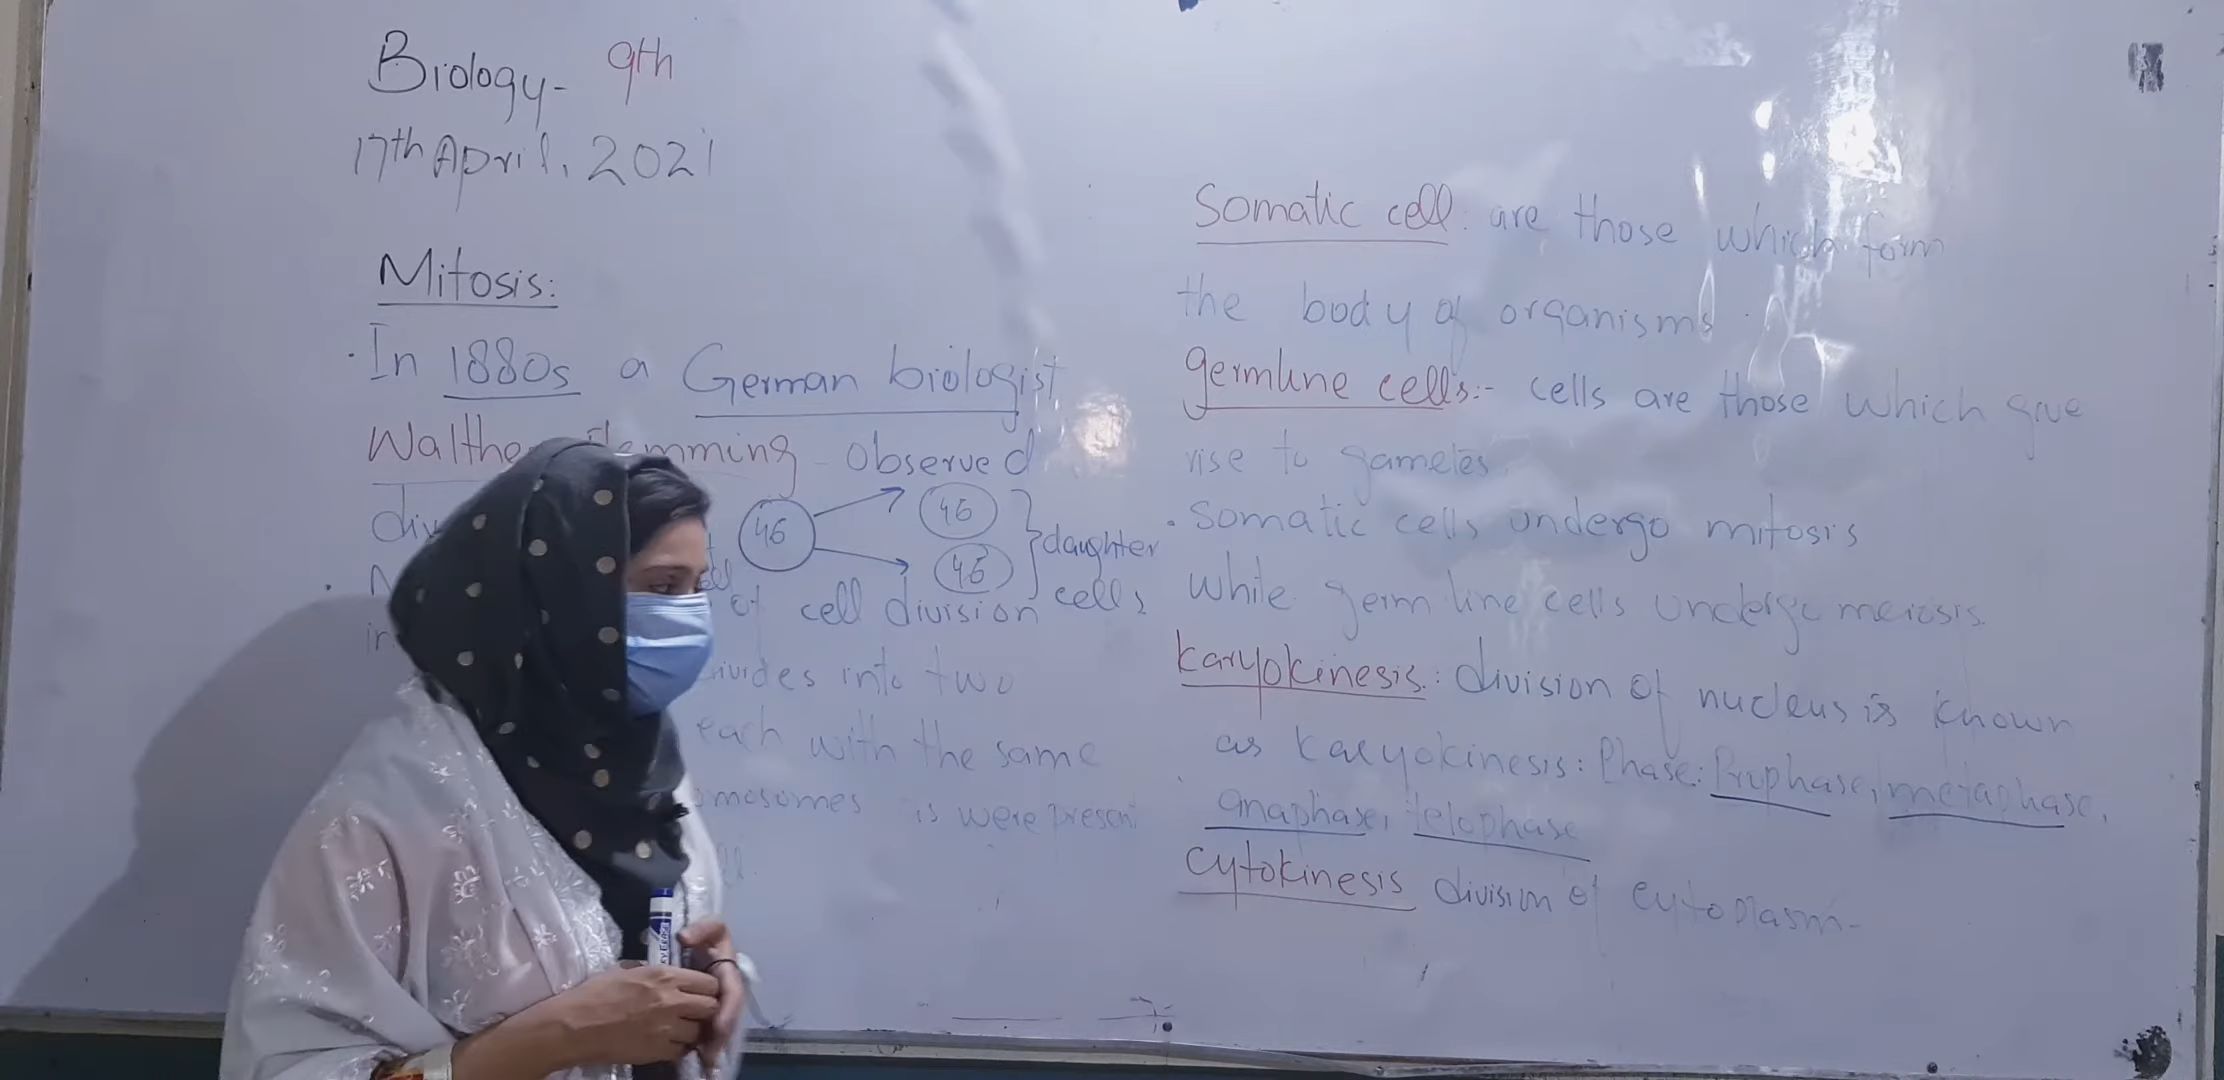 Biology- 9th
17th April, 2021
Mitosis:
· In 1880s a German biologist
Walthe emming observed
div
46 46 46 } daughter cells
of cell division
divides into two
each with the same
mosomes is were present
ll.
Somatic cell: are those which form
the body of organisms.
germline cells:- cells are those which give
rise to gametes.
· Somatic cells undergo mitosis
while germ line cells undergo meiosis.
Karyokinesis: division of nucleus is known
as Karyokinesis: Phase: Prophase, metaphase,
anaphase, telophase
Cytokinesis division of cytoplasm-